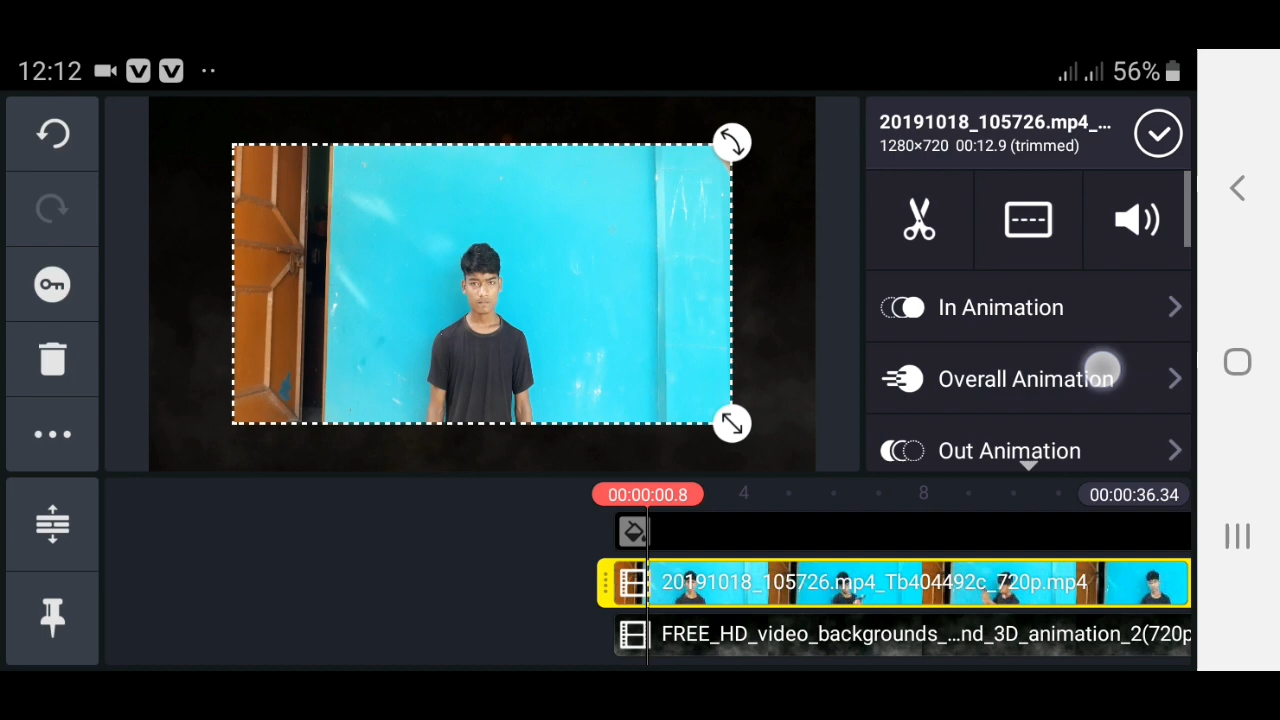 12:12
56%
20191018_105726.mp4_...
1280×720 00:12.9 (trimmed)
In Animation
Overall Animation
Out Animation
00:00:00.8
4
8
00:00:36.34
20191018_105726.mp4_Tb404492c_720p.mp4
FREE_HD_video_backgrounds_...nd_3D_animation_2(720p